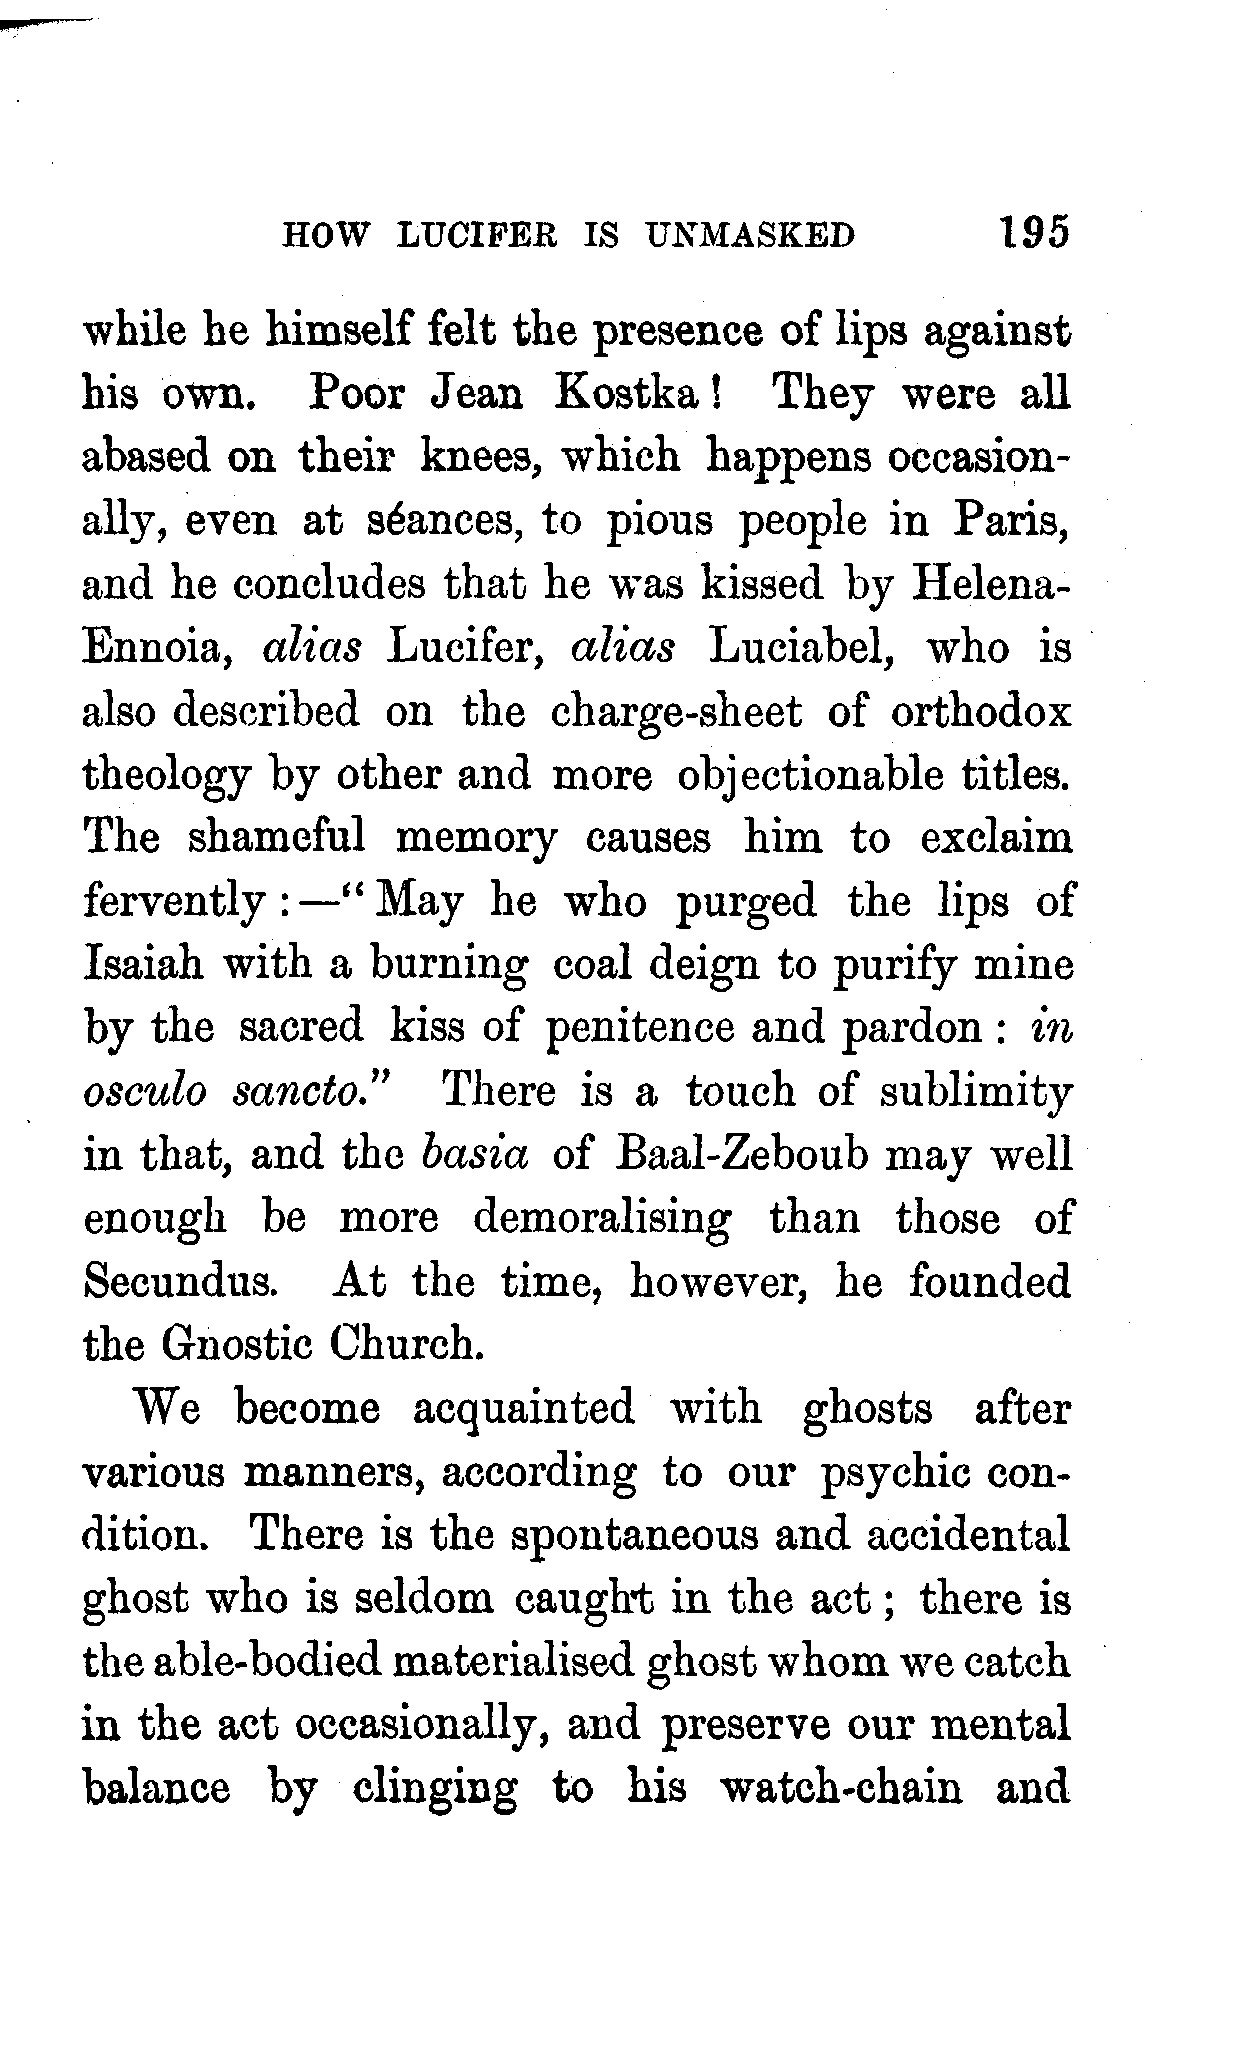 HOW LUCIFER IS UNMASKED 195
while he himself felt the presence of lips against
his own. Poor Jean Kostka! They were all
abased on their knees, which happens occasion-
ally, even at séances, to pious people in Paris,
and he concludes that he was kissed by Helena-
Ennoia, alias Lucifer, alias Luciabel, who is
also described on the charge-sheet of orthodox
theology by other and more objectionable titles.
The shameful memory causes him to exclaim
fervently:—"May he who purged the lips of
Isaiah with a burning coal deign to purify mine
by the sacred kiss of penitence and pardon: in
osculo sancto." There is a touch of sublimity
in that, and the basia of Baal-Zeboub may well
enough be more demoralising than those of
Secundus. At the time, however, he founded
the Gnostic Church.
We become acquainted with ghosts after
various manners, according to our psychic con-
dition. There is the spontaneous and accidental
ghost who is seldom caught in the act; there is
the able-bodied materialised ghost whom we catch
in the act occasionally, and preserve our mental
balance by clinging to his watch-chain and